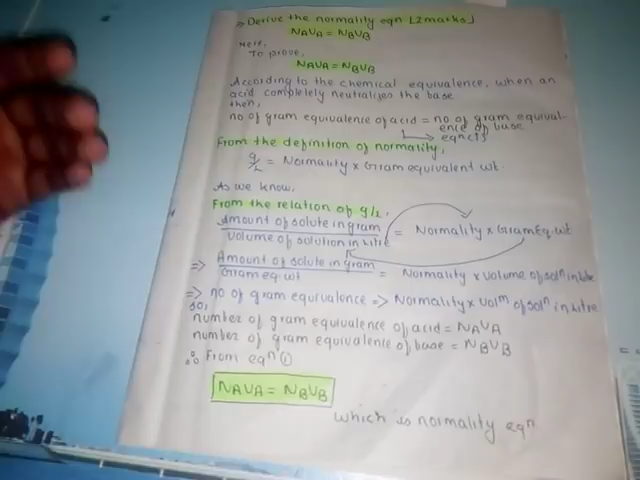 ⇒ Derive the normality eqn [2marks]
NAVA = NBVB
Here,
To prove,
NAVA = NBVB
According to the chemical equivalence, when an
acid completely neutralizes the base
then,
no of gram equivalence of acid = no of gram equival-
ence of base
→ eqn(1)
From the definition of normality,
g/L = Normality x Gram equivalent wt.
As we know,
From the relation of g/L,
Amount of solute in gram
Volume of solution in litre = Normality x Gram Eq. wt
⇒ Amount of solute in gram
Gram eq. wt = Normality x volume of solⁿ in litre
⇒ no of gram equivalence ⇒ Normality x volᵐ of solⁿ in litre
so,
number of gram equivalence of acid = NAVA
number of gram equivalence of base = NBVB
∴ From eqⁿ ①
NAVA = NBVB
which is normality eqⁿ